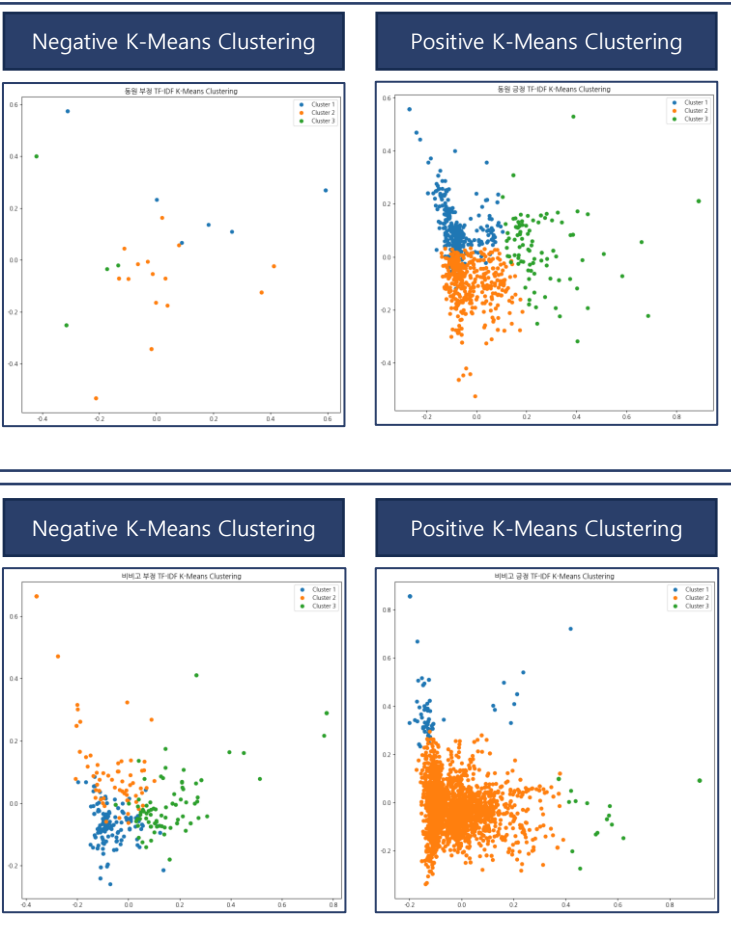 Negative K-Means Clustering
Positive K-Means Clustering
동원 부정 TF-IDF K-Means Clustering
Cluster 1
Cluster 2
Cluster 3
0.6
0.4
0.2
0.0
-0.2
-0.4
-0.4
-0.2
0.0
0.2
0.4
0.6
동원 긍정 TF-IDF K-Means Clustering
Cluster 1
Cluster 2
Cluster 3
0.6
0.4
0.2
0.0
-0.2
-0.4
-0.2
0.0
0.2
0.4
0.6
0.8
Negative K-Means Clustering
Positive K-Means Clustering
비비고 부정 TF-IDF K-Means Clustering
Cluster 1
Cluster 2
Cluster 3
0.6
0.4
0.2
0.0
-0.2
-0.4
-0.2
0.0
0.2
0.4
0.6
0.8
비비고 긍정 TF-IDF K-Means Clustering
Cluster 1
Cluster 2
Cluster 3
0.8
0.6
0.4
0.2
0.0
-0.2
-0.2
0.0
0.2
0.4
0.6
0.8